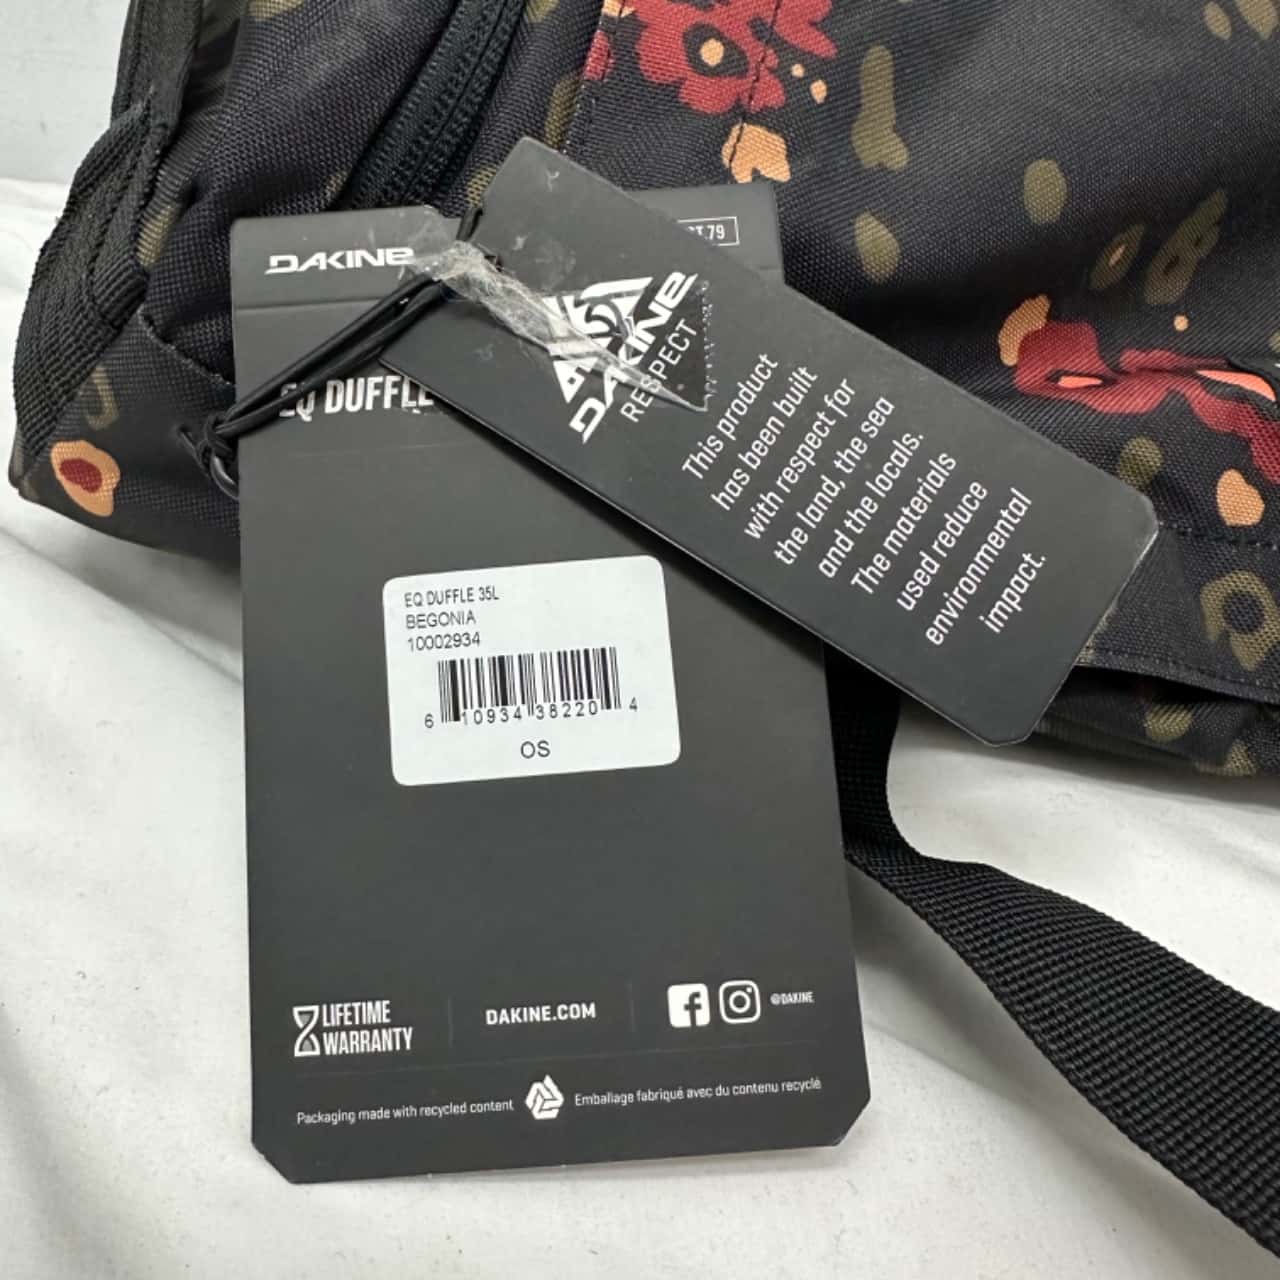 DAKINE
.79
EQ DUFFLE
DAKINE
RESPECT
This product
has been built
with respect for
the land, the sea
and the locals.
The materials
used reduce
environmental
impact.
EQ DUFFLE 35L
BEGONIA
10002934
6 10934 38220 4
OS
LIFETIME
WARRANTY
DAKINE.COM
@DAKINE
Packaging made with recycled content
Emballage fabriqué avec du contenu recyclé